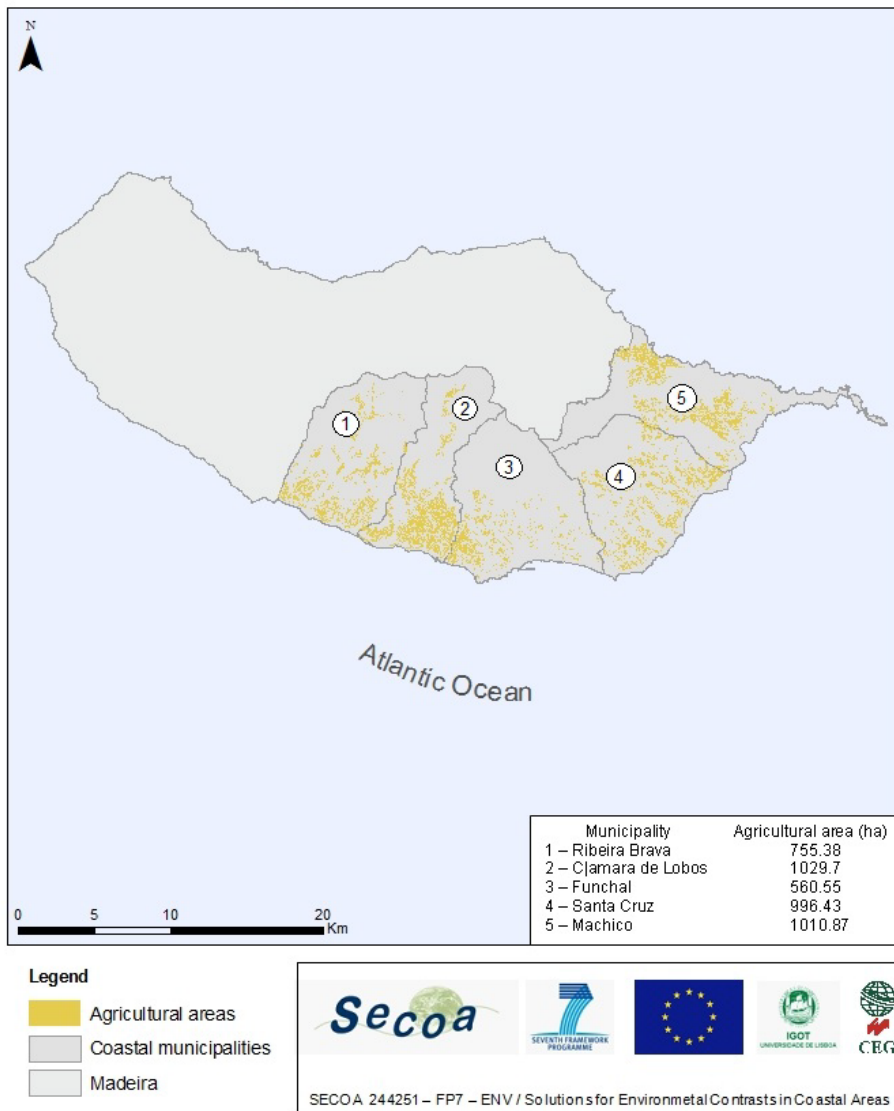 N
1
2
3
4
5
Atlantic Ocean
Municipality Agricultural area (ha)
1 – Ribeira Brava 755.38
2 – C|amara de Lobos 1029.7
3 – Funchal 560.55
4 – Santa Cruz 996.43
5 – Machico 1010.87
0 5 10 20
Km
Legend
Agricultural areas
Coastal municipalities
Madeira
Secoa
7
SEVENTH FRAMEWORK
PROGRAMME
IGOT
UNIVERSIDADE DE LISBOA
CEG
SECOA 244251 – FP7 – ENV / Solutions for Environmetal Contrasts in Coastal Areas